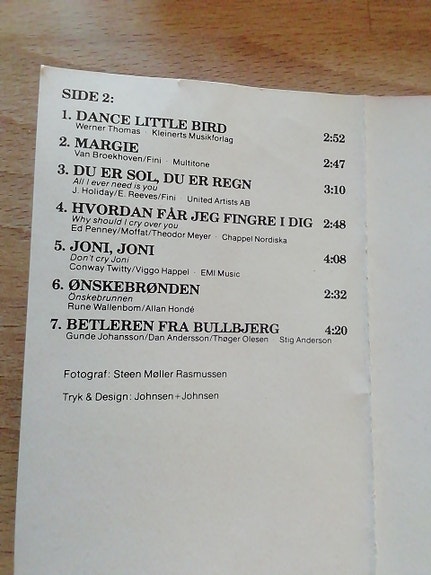 SIDE 2:
1. DANCE LITTLE BIRD 2:52
Werner Thomas · Kleinerts Musikforlag
2. MARGIE 2:47
Van Broekhoven/Fini · Multitone
3. DU ER SOL, DU ER REGN 3:10
All I ever need is you
J. Holiday/E. Reeves/Fini United Artists AB
4. HVORDAN FÅR JEG FINGRE I DIG 2:48
Why should I cry over you
Ed Penney/Moffat/Theodor Meyer · Chappel Nordiska
5. JONI, JONI 4:08
Don't cry Joni
Conway Twitty/Viggo Happel · EMI Music
6. ØNSKEBRØNDEN 2:32
Önskebrunnen
Rune Wallenbom/Allan Hondé
7. BETLEREN FRA BULLBJERG 4:20
Gunde Johansson/Dan Andersson/Thøger Olesen Stig Anderson
Fotograf: Steen Møller Rasmussen
Tryk & Design: Johnsen+Johnsen